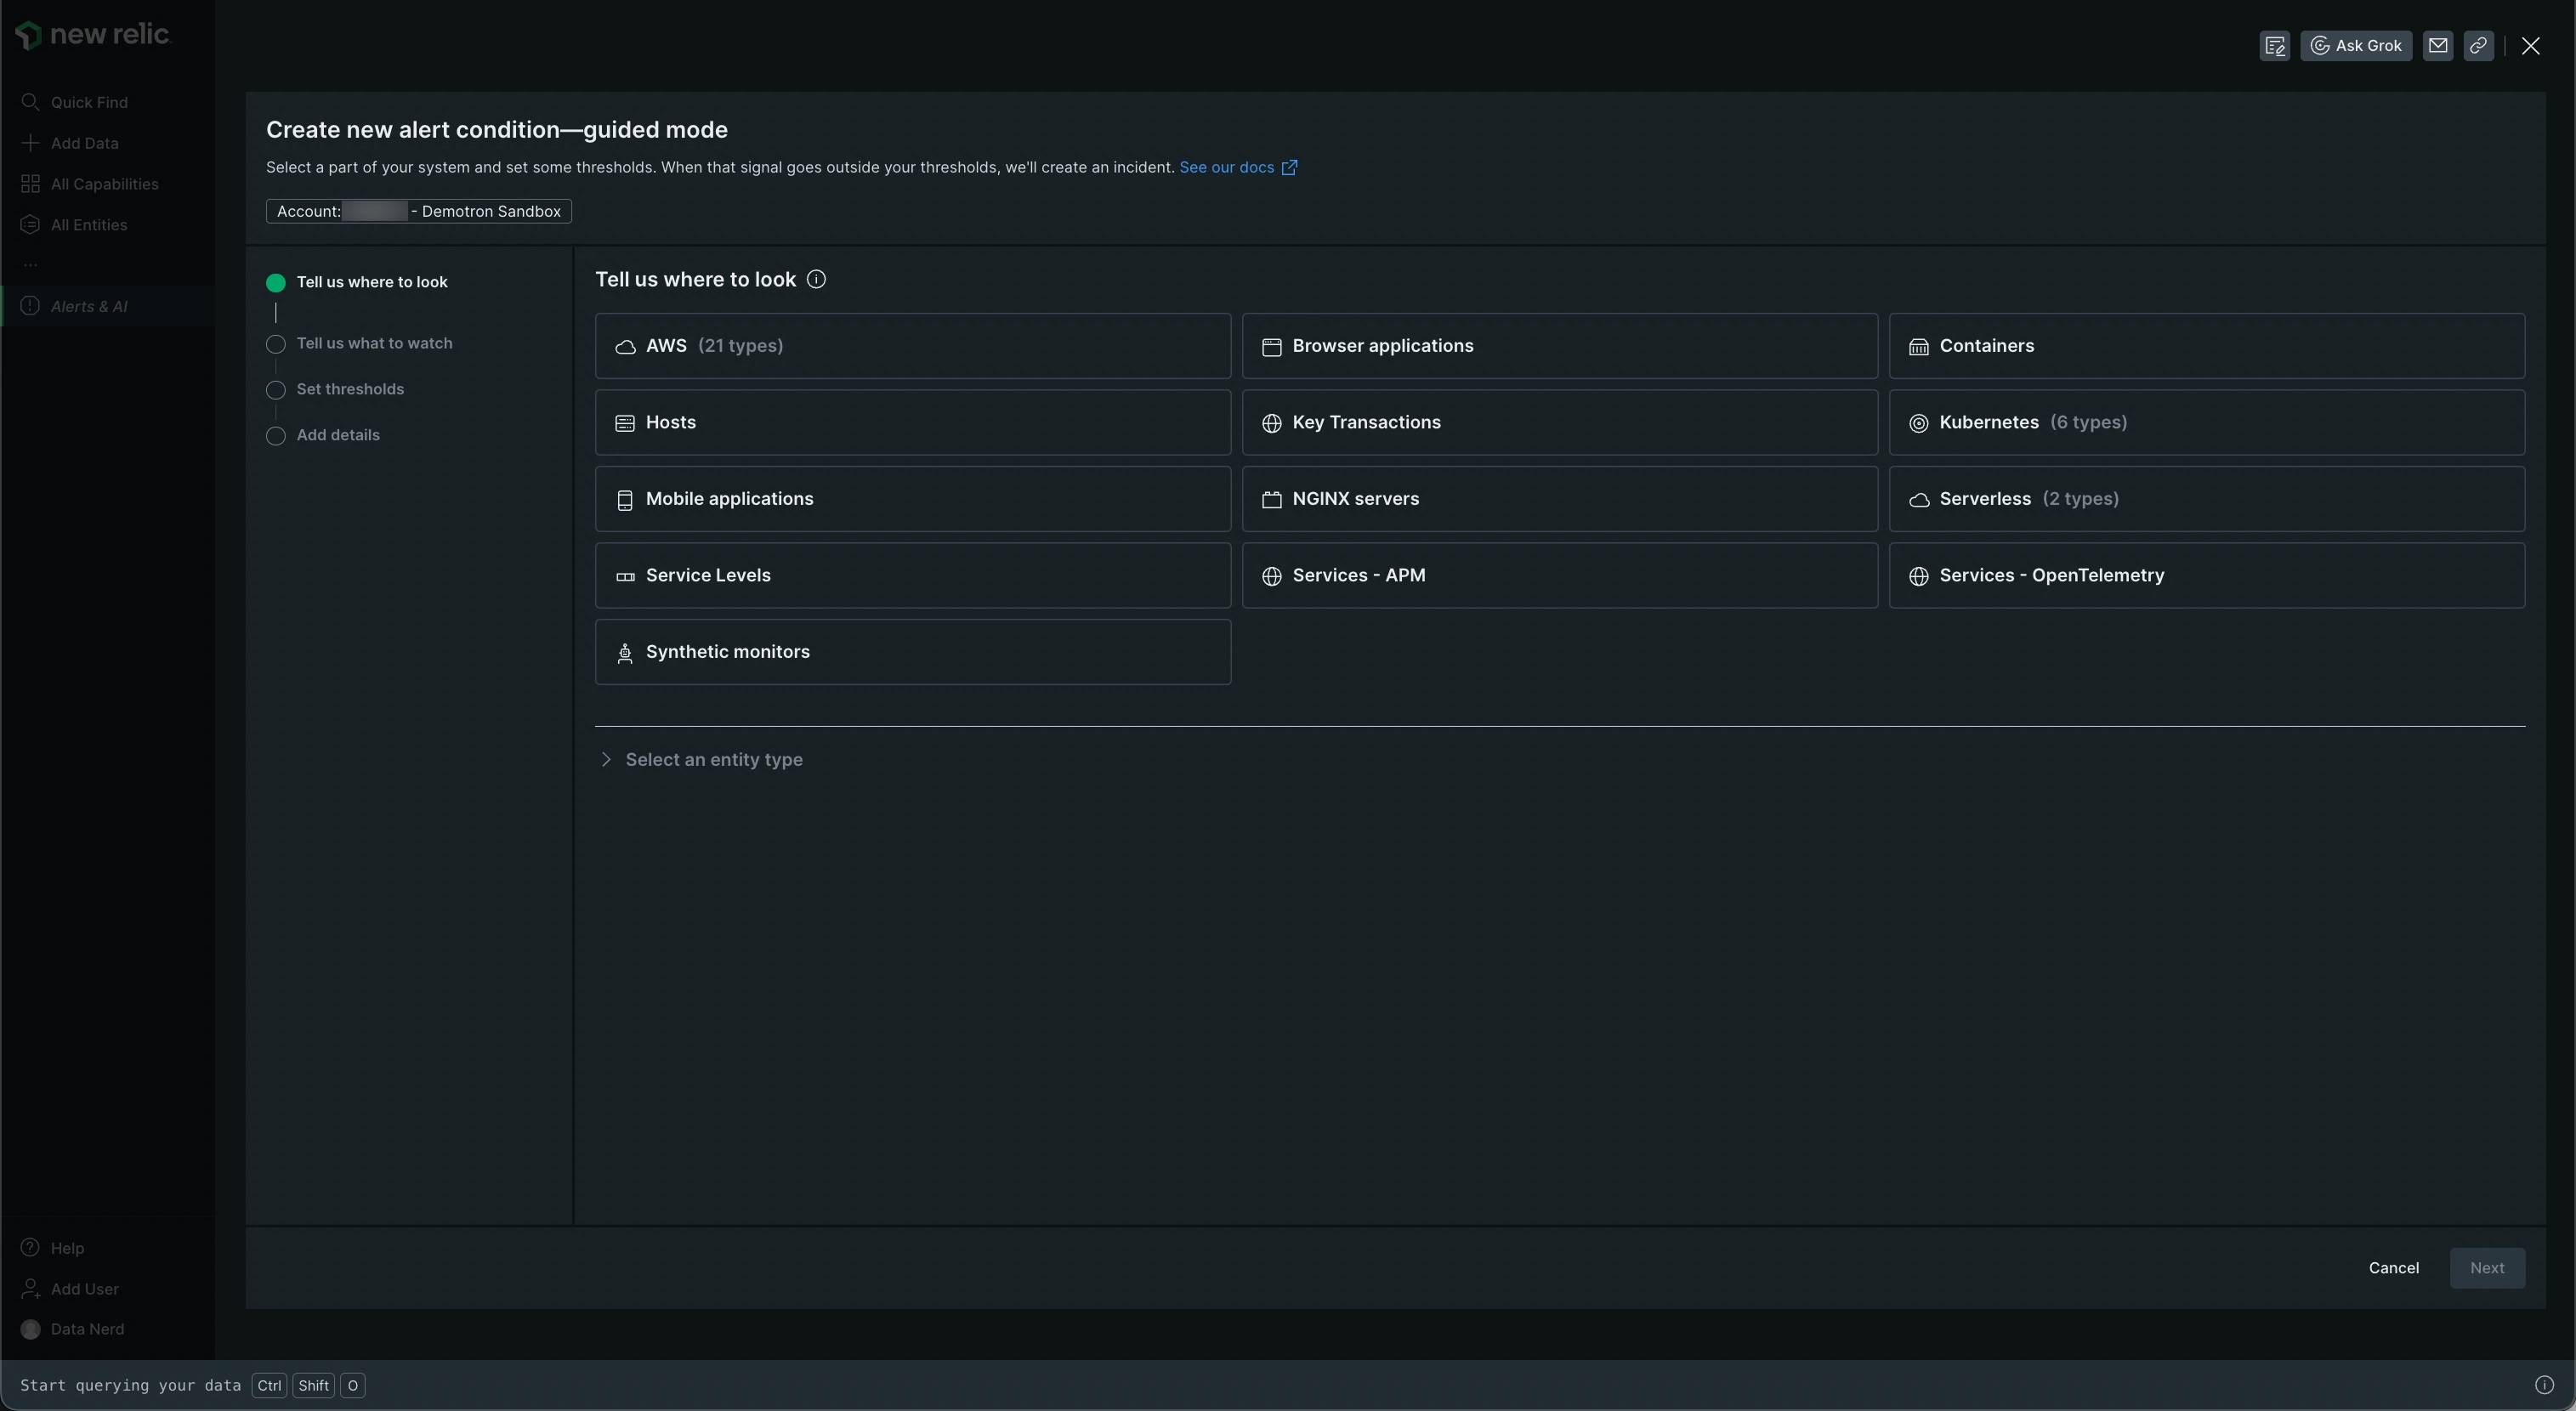 new relic
Ask Grok
Quick Find
Add Data
All Capabilities
All Entities
...
Alerts & AI
Create new alert condition—guided mode
Select a part of your system and set some thresholds. When that signal goes outside your thresholds, we'll create an incident. See our docs
Account: - Demotron Sandbox
Tell us where to look
Tell us what to watch
Set thresholds
Add details
Tell us where to look
AWS (21 types)
Browser applications
Containers
Hosts
Key Transactions
Kubernetes (6 types)
Mobile applications
NGINX servers
Serverless (2 types)
Service Levels
Services - APM
Services - OpenTelemetry
Synthetic monitors
Select an entity type
Cancel
Next
Help
Add User
Data Nerd
Start querying your data Ctrl Shift O